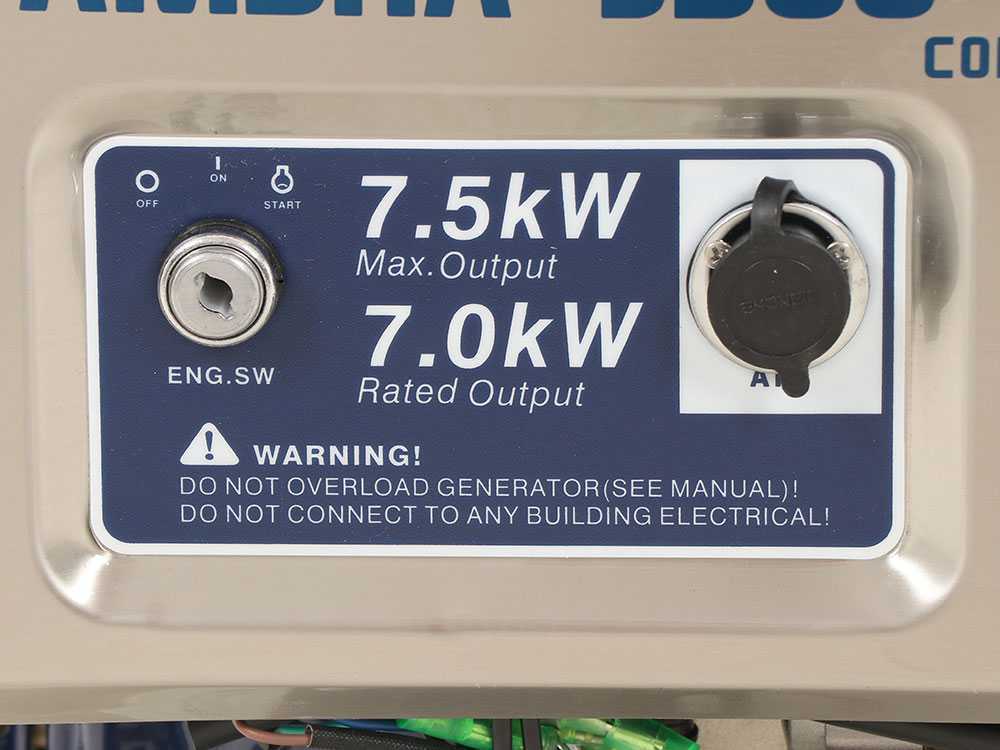 OFF
ON
START
ENG.SW
7.5kW
Max.Output
7.0kW
Rated Output
WARNING!
DO NOT OVERLOAD GENERATOR(SEE MANUAL)!
DO NOT CONNECT TO ANY BUILDING ELECTRICAL!